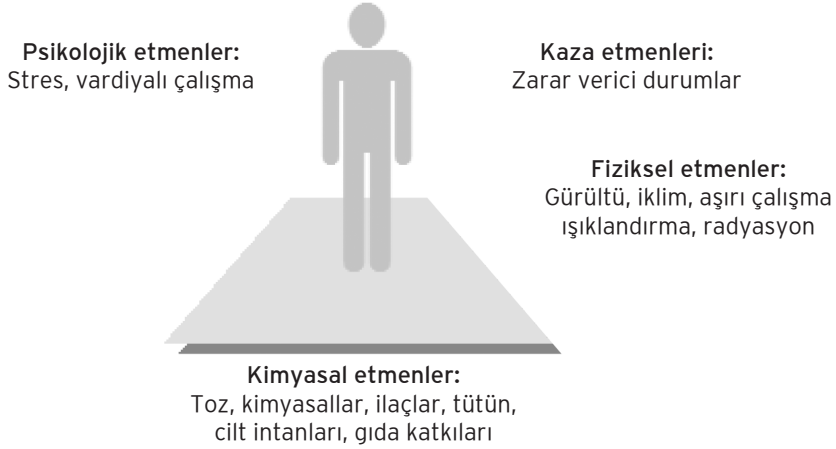 Psikolojik etmenler:
Stres, vardiyalı çalışma
Kaza etmenleri:
Zarar verici durumlar
Fiziksel etmenler:
Gürültü, iklim, aşırı çalışma
ışıklandırma, radyasyon
Kimyasal etmenler:
Toz, kimyasallar, ilaçlar, tütün,
cilt intanları, gıda katkıları